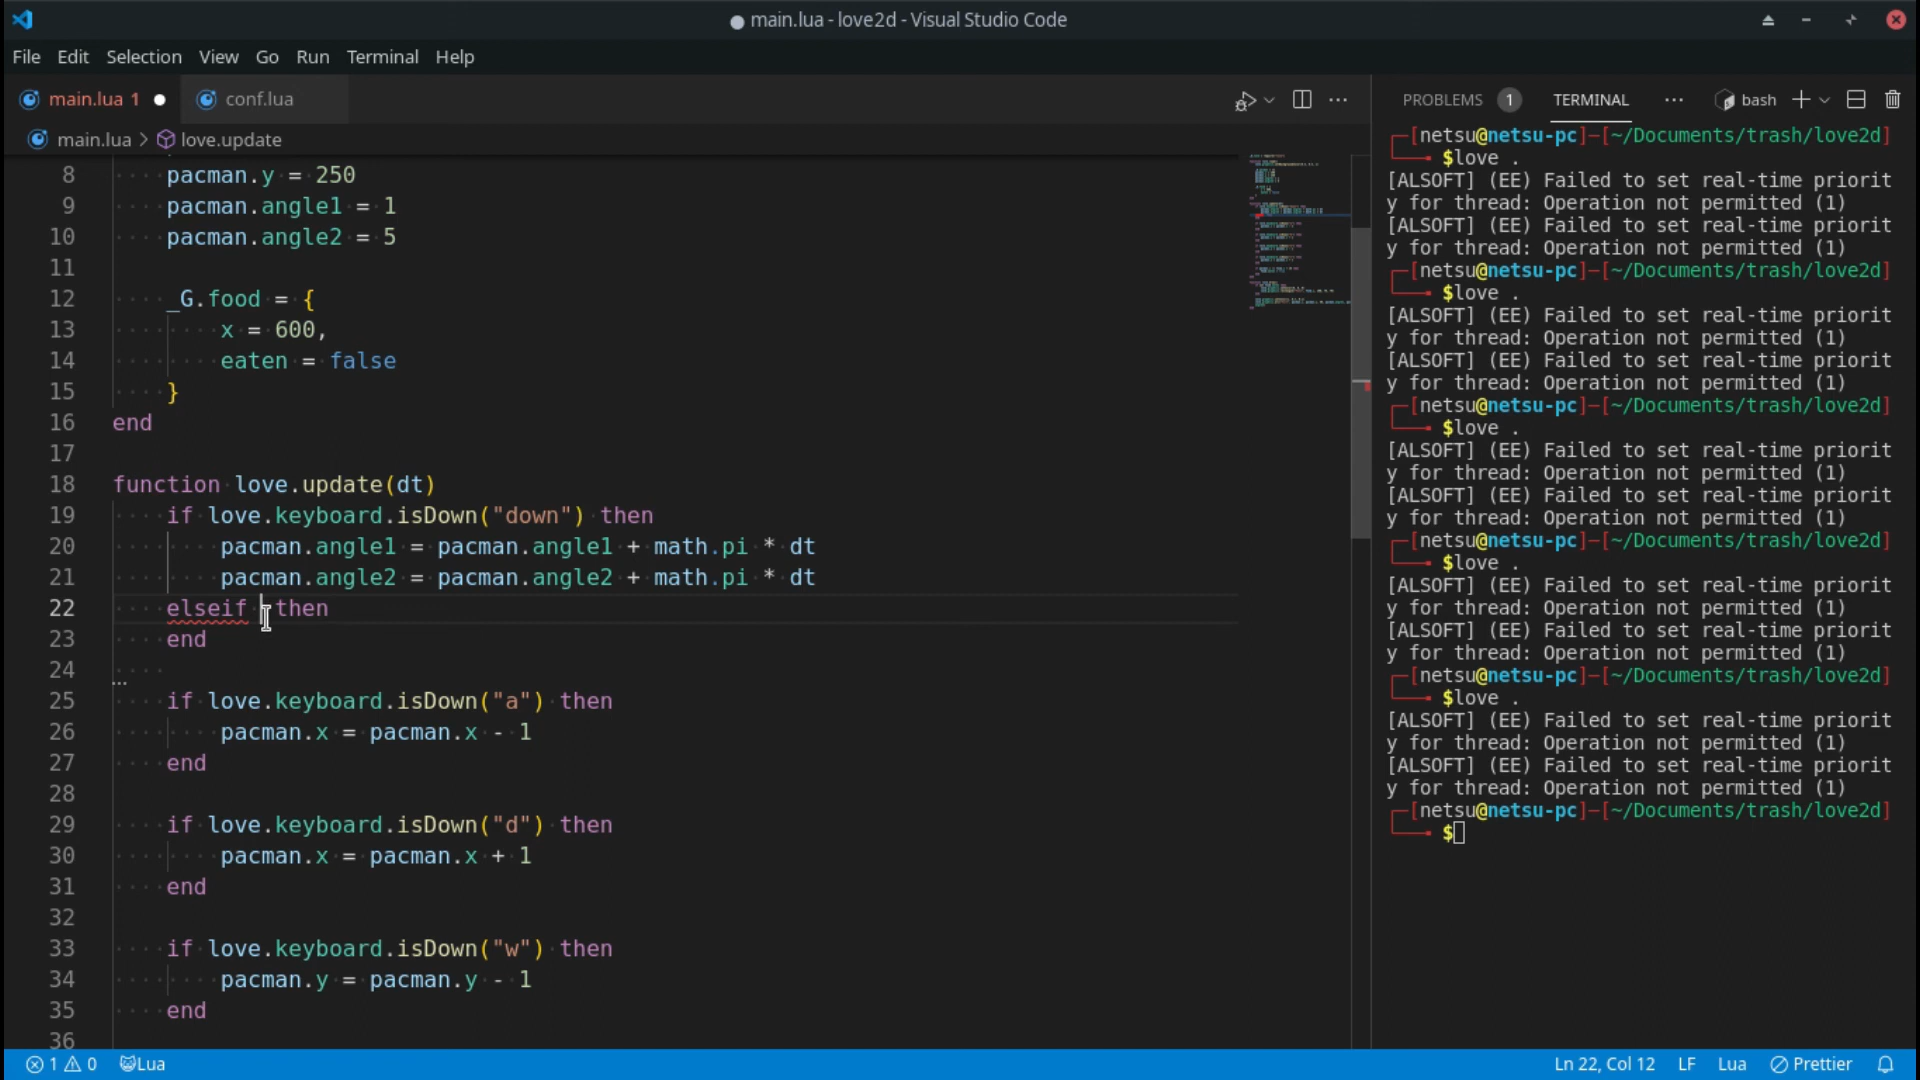 main.lua - love2d - Visual Studio Code
File Edit Selection View Go Run Terminal Help
main.lua 1 conf.lua
main.lua > love.update
8 pacman.y = 250
9 pacman.angle1 = 1
10 pacman.angle2 = 5
11
12 _G.food = {
13 x = 600,
14 eaten = false
15 }
16 end
17
18 function love.update(dt)
19 if love.keyboard.isDown("down") then
20 pacman.angle1 = pacman.angle1 + math.pi * dt
21 pacman.angle2 = pacman.angle2 + math.pi * dt
22 elseif then
23 end
24
25 if love.keyboard.isDown("a") then
26 pacman.x = pacman.x - 1
27 end
28
29 if love.keyboard.isDown("d") then
30 pacman.x = pacman.x + 1
31 end
32
33 if love.keyboard.isDown("w") then
34 pacman.y = pacman.y - 1
35 end
36
PROBLEMS 1 TERMINAL ... bash
[netsu@netsu-pc]-[~/Documents/trash/love2d]
$love .
[ALSOFT] (EE) Failed to set real-time priorit
y for thread: Operation not permitted (1)
[ALSOFT] (EE) Failed to set real-time priorit
y for thread: Operation not permitted (1)
[netsu@netsu-pc]-[~/Documents/trash/love2d]
$love .
[ALSOFT] (EE) Failed to set real-time priorit
y for thread: Operation not permitted (1)
[ALSOFT] (EE) Failed to set real-time priorit
y for thread: Operation not permitted (1)
[netsu@netsu-pc]-[~/Documents/trash/love2d]
$love .
[ALSOFT] (EE) Failed to set real-time priorit
y for thread: Operation not permitted (1)
[ALSOFT] (EE) Failed to set real-time priorit
y for thread: Operation not permitted (1)
[netsu@netsu-pc]-[~/Documents/trash/love2d]
$love .
[ALSOFT] (EE) Failed to set real-time priorit
y for thread: Operation not permitted (1)
[ALSOFT] (EE) Failed to set real-time priorit
y for thread: Operation not permitted (1)
[netsu@netsu-pc]-[~/Documents/trash/love2d]
$love .
[ALSOFT] (EE) Failed to set real-time priorit
y for thread: Operation not permitted (1)
[ALSOFT] (EE) Failed to set real-time priorit
y for thread: Operation not permitted (1)
[netsu@netsu-pc]-[~/Documents/trash/love2d]
$
1 0 Lua Ln 22, Col 12 LF Lua Prettier